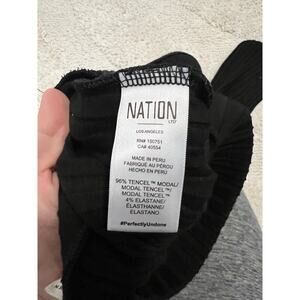 NATION
LTD
LOS ANGELES
RN# 150751
CA# 40554
MADE IN PERU
FABRIQUÉ AU PÉROU
HECHO EN PERU
96% TENCEL™ MODAL/
MODAL TENCEL™/
MODAL TENCEL™
4% ELASTANE/
ÉLASTHANNE/
ELASTANO
#PerfectlyUndone